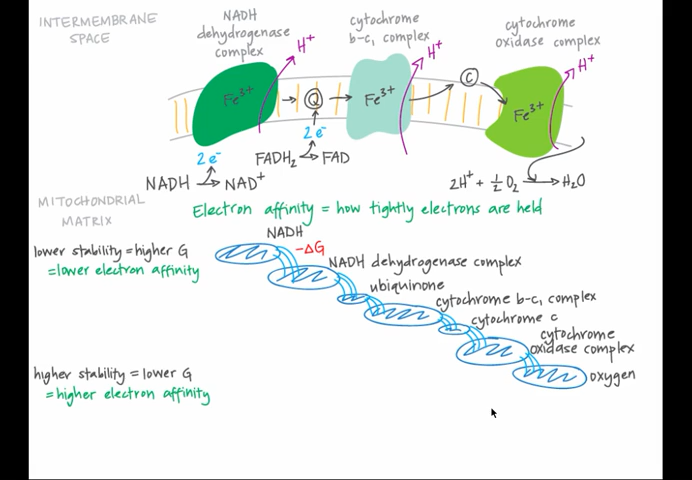 INTERMEMBRANE
SPACE
NADH
dehydrogenase
complex
H⁺
cytochrome
b-c₁ complex
H⁺
cytochrome
oxidase complex
H⁺
Fe³⁺
Q
Fe³⁺
C
Fe³⁺
2 e⁻
2 e⁻
FADH₂ → FAD
NADH → NAD⁺
2H⁺ + ½ O₂ → H₂O
MITOCHONDRIAL
MATRIX
Electron affinity = how tightly electrons are held
NADH
-ΔG
lower stability = higher G
= lower electron affinity
NADH dehydrogenase complex
ubiquinone
cytochrome b-c₁ complex
cytochrome c
cytochrome
oxidase complex
oxygen
higher stability = lower G
= higher electron affinity